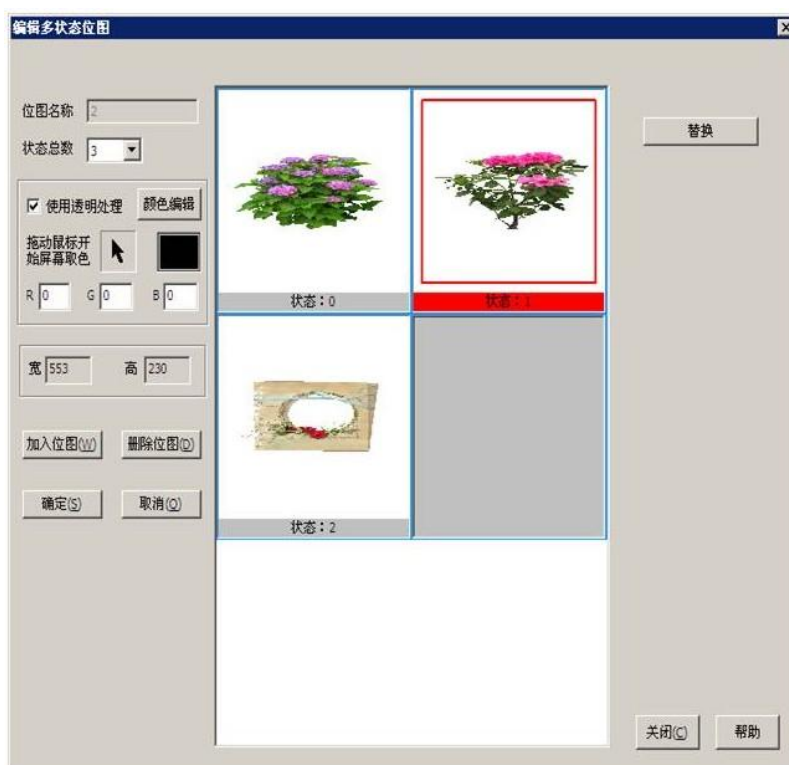 编辑多状态位图
位图名称 2
状态总数 3
使用透明处理 颜色编辑
拖动鼠标开
始屏幕取色
R 0 G 0 B 0
宽 553 高 230
加入位图(W) 删除位图(D)
确定(S) 取消(Q)
状态：0
状态：1
状态：2
替换
关闭(C) 帮助